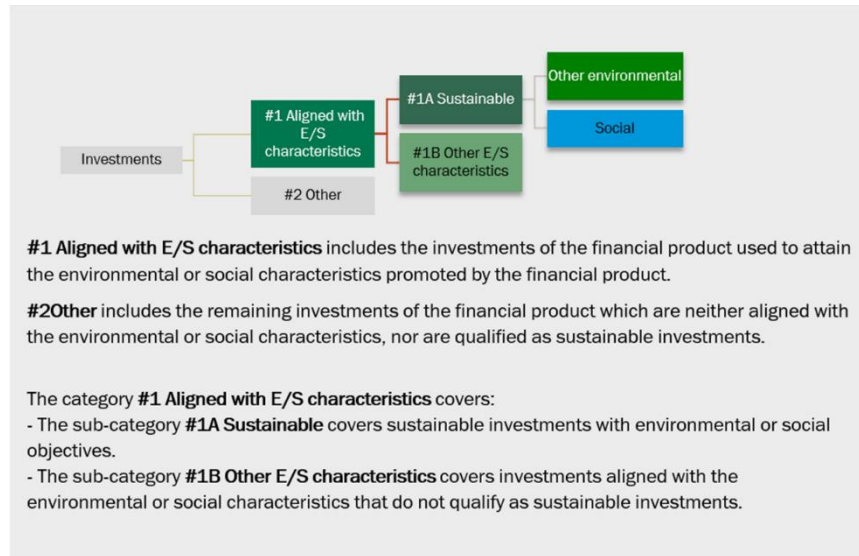 Other environmental
#1A Sustainable
#1 Aligned with
E/S
characteristics
Social
Investments
#1B Other E/S
characteristics
#2 Other
#1 Aligned with E/S characteristics includes the investments of the financial product used to attain
the environmental or social characteristics promoted by the financial product.
#2Other includes the remaining investments of the financial product which are neither aligned with
the environmental or social characteristics, nor are qualified as sustainable investments.
The category #1 Aligned with E/S characteristics covers:
- The sub-category #1A Sustainable covers sustainable investments with environmental or social
objectives.
- The sub-category #1B Other E/S characteristics covers investments aligned with the
environmental or social characteristics that do not qualify as sustainable investments.